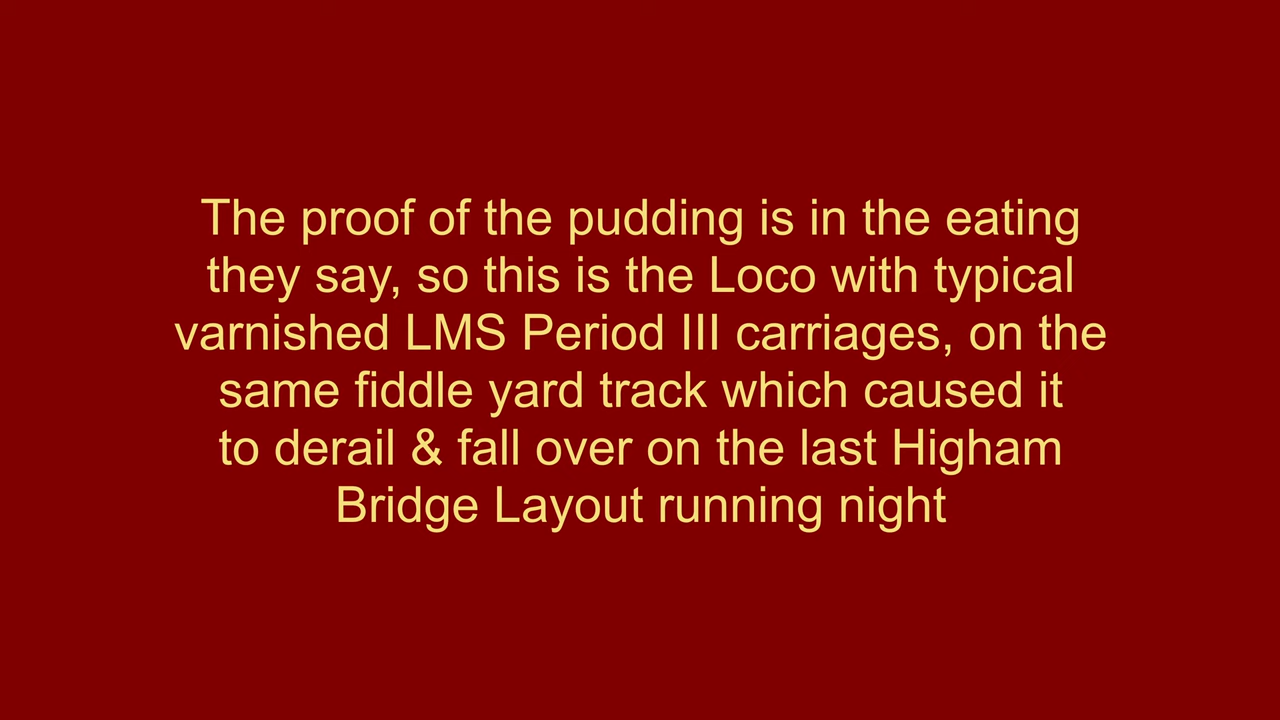 The proof of the pudding is in the eating
they say, so this is the Loco with typical
varnished LMS Period III carriages, on the
same fiddle yard track which caused it
to derail & fall over on the last Higham
Bridge Layout running night